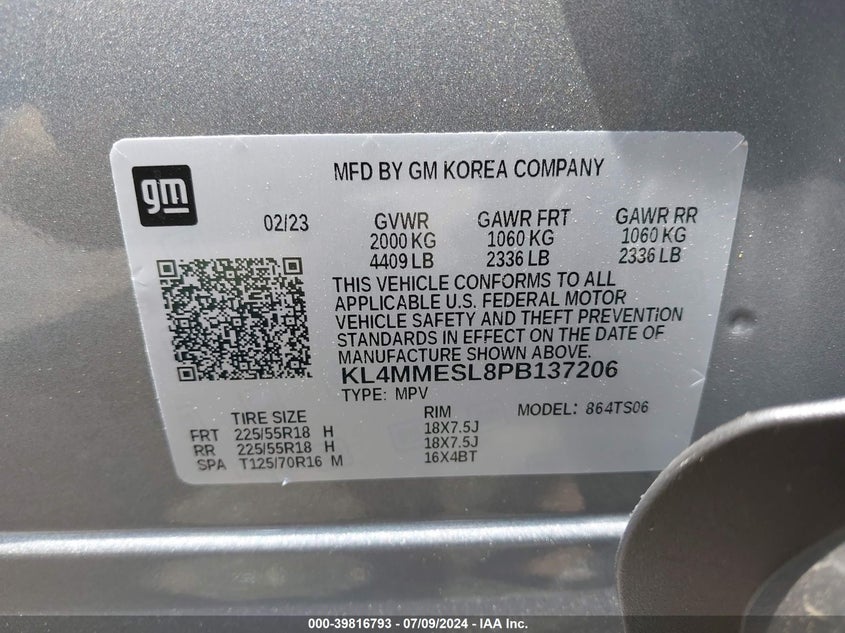 gm
MFD BY GM KOREA COMPANY
02/23 GVWR GAWR FRT GAWR RR
2000 KG 1060 KG 1060 KG
4409 LB 2336 LB 2336 LB
THIS VEHICLE CONFORMS TO ALL
APPLICABLE U.S. FEDERAL MOTOR
VEHICLE SAFETY AND THEFT PREVENTION
STANDARDS IN EFFECT ON THE DATE OF
MANUFACTURE SHOWN ABOVE.
KL4MMESL8PB137206
TYPE: MPV
TIRE SIZE RIM MODEL: 864TS06
FRT 225/55R18 H 18X7.5J
RR 225/55R18 H 18X7.5J
SPA T125/70R16 M 16X4BT
000-39816793 - 07/09/2024 - IAA Inc.